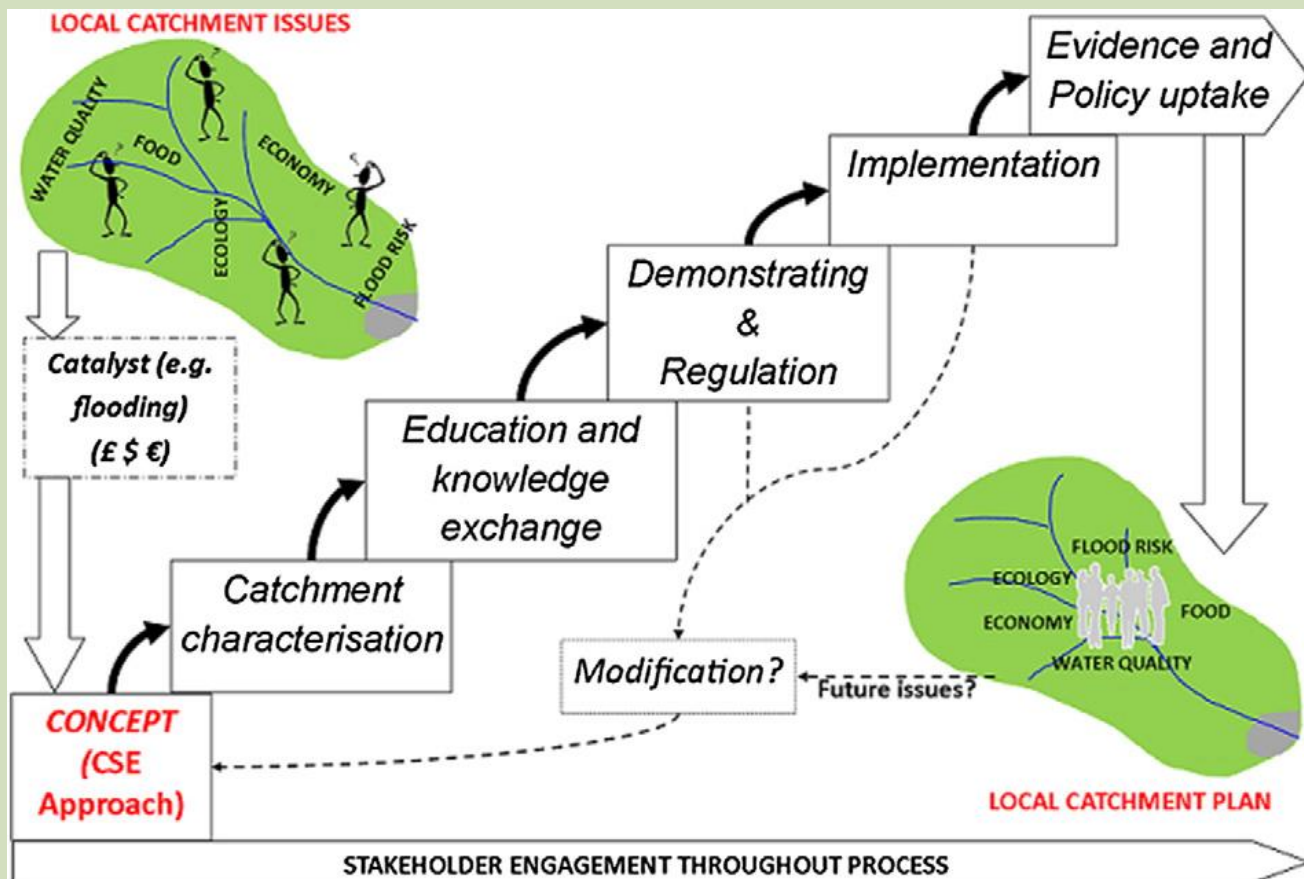 LOCAL CATCHMENT ISSUES
WATER QUALITY
FOOD
ECONOMY
ECOLOGY
FLOOD RISK
Catalyst (e.g.
flooding)
(£ $ €)
CONCEPT
(CSE
Approach)
Catchment
characterisation
Education and
knowledge
exchange
Demonstrating
&
Regulation
Implementation
Evidence and
Policy uptake
FLOOD RISK
ECOLOGY
FOOD
ECONOMY
WATER QUALITY
Modification?
Future issues?
LOCAL CATCHMENT PLAN
STAKEHOLDER ENGAGEMENT THROUGHOUT PROCESS